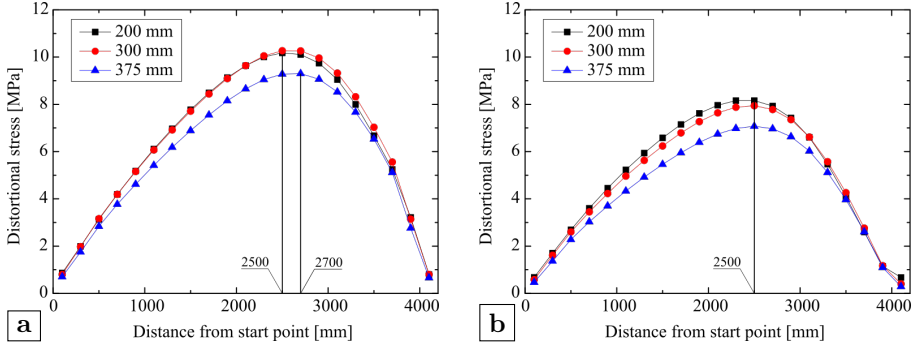 12
10
8
6
4
2
0
Distortional stress [MPa]
200 mm
300 mm
375 mm
2500
2700
0
1000
2000
3000
4000
Distance from start point [mm]
a
12
10
8
6
4
2
0
Distortional stress [MPa]
200 mm
300 mm
375 mm
2500
0
1000
2000
3000
4000
Distance from start point [mm]
b